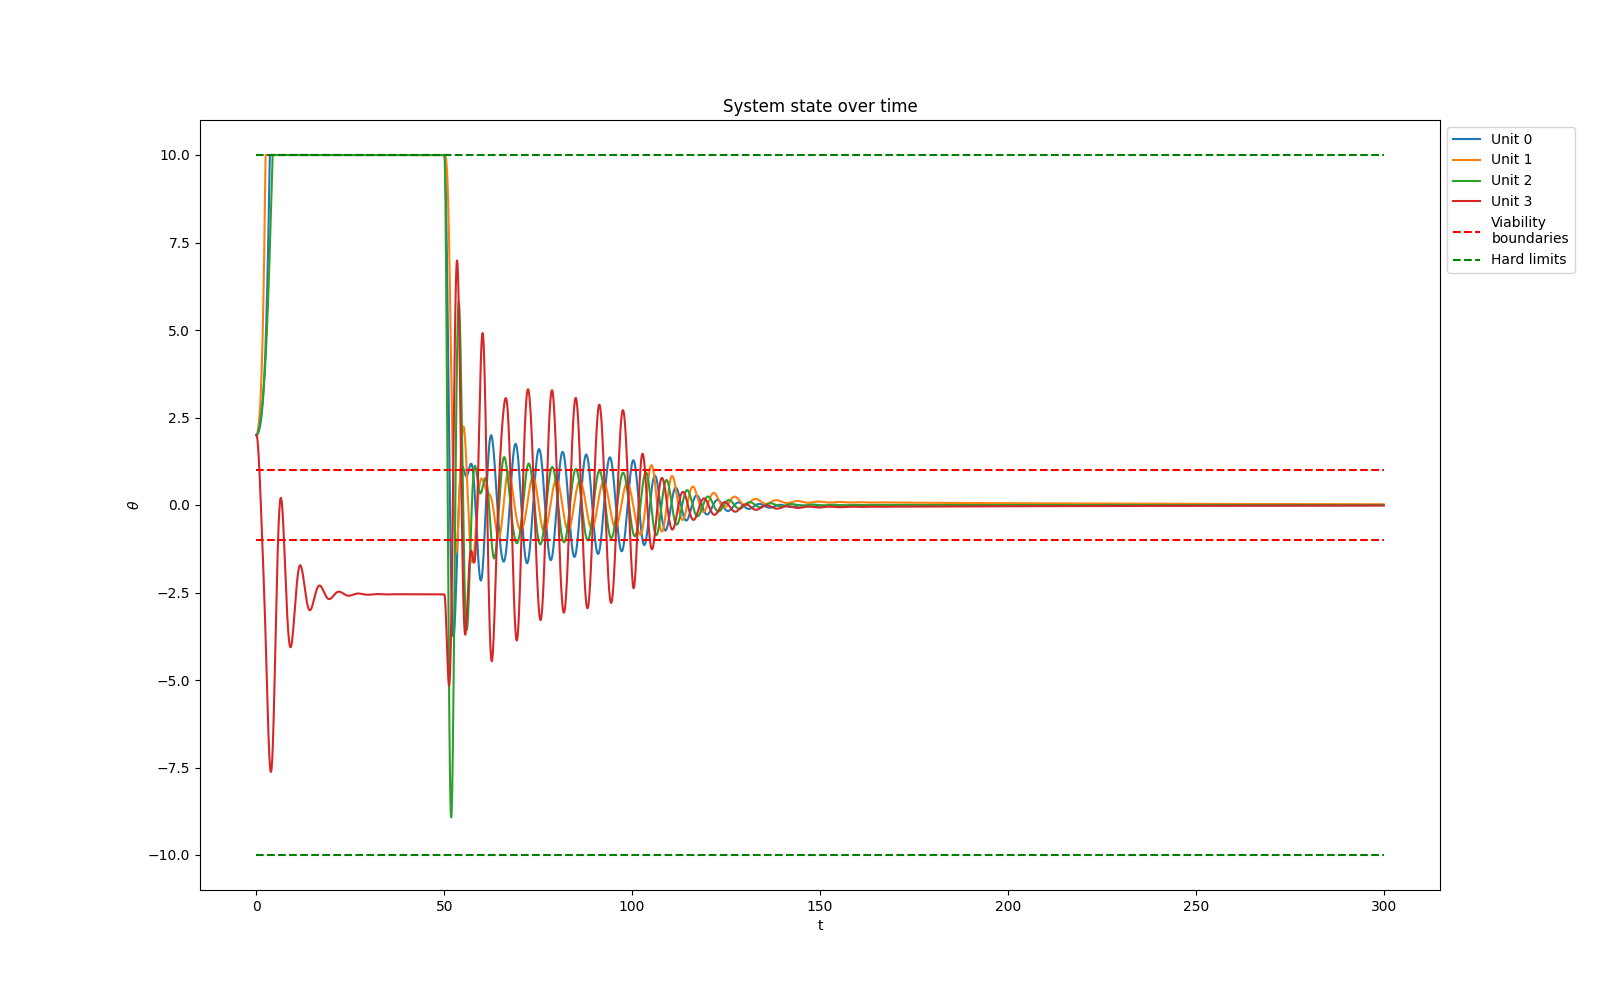 System state over time
10.0
7.5
5.0
2.5
0.0
−2.5
−5.0
−7.5
−10.0
θ
0
50
100
150
200
250
300
t
Unit 0
Unit 1
Unit 2
Unit 3
Viability
boundaries
Hard limits